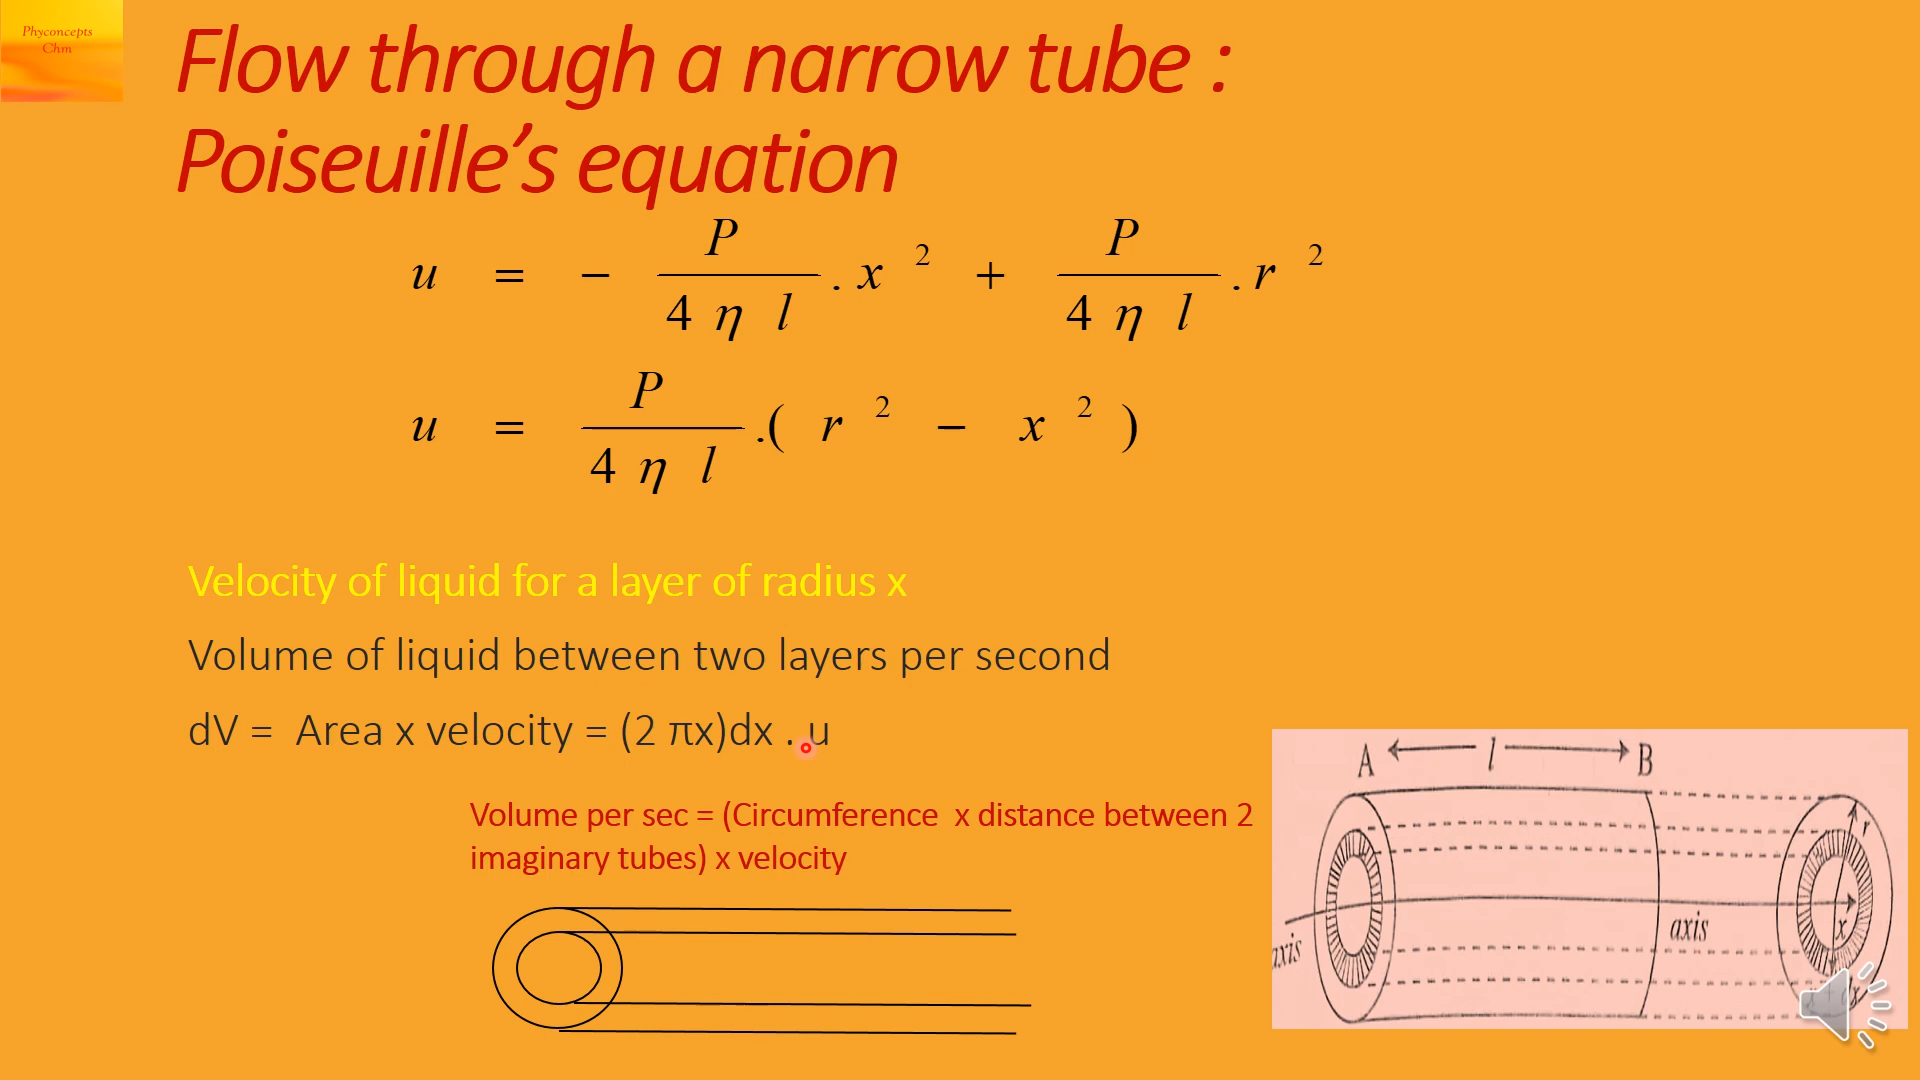 Phyconcepts
Chm
Flow through a narrow tube :
Poiseuille’s equation
u = − P / 4 η l . x ² + P / 4 η l . r ²
u = P / 4 η l .( r ² − x ² )
Velocity of liquid for a layer of radius x
Volume of liquid between two layers per second
dV = Area x velocity = (2 πx)dx . u
Volume per sec = (Circumference x distance between 2
imaginary tubes) x velocity
A l B
r
x
axis
axis